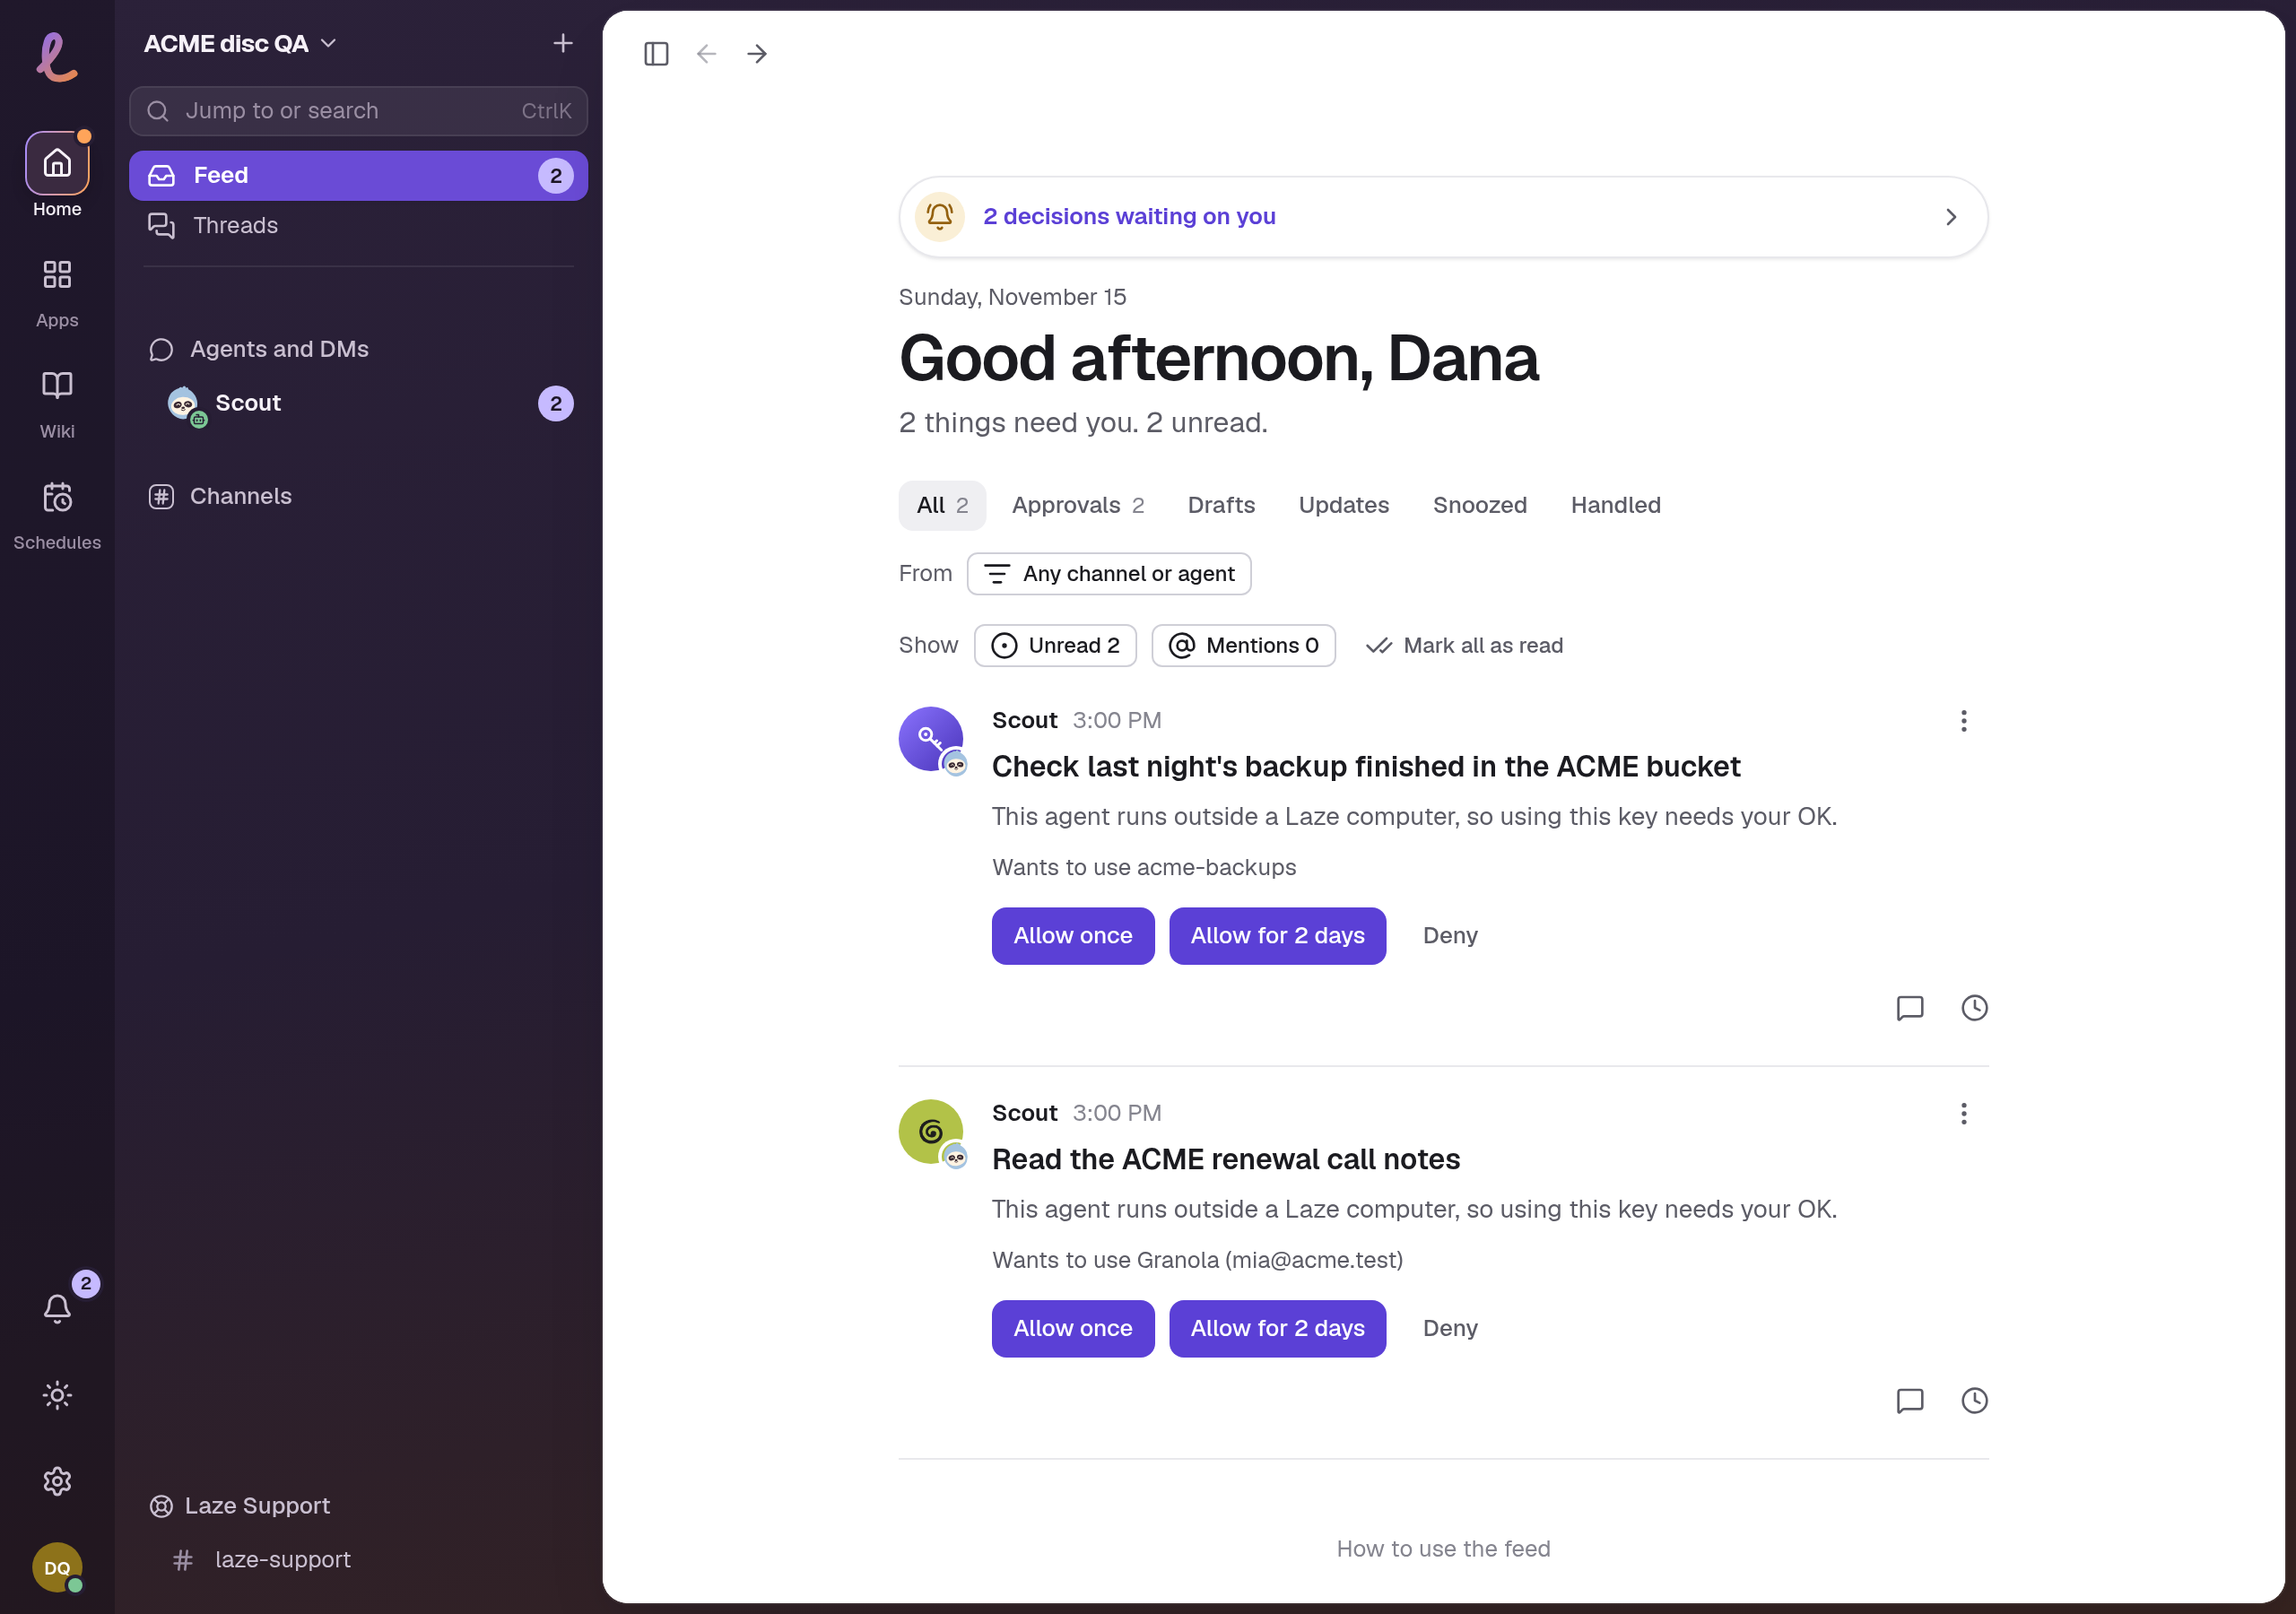 ACME disc QA
Jump to or search CtrlK
Feed 2
Threads
Home
Apps
Wiki
Schedules
Agents and DMs
Scout 2
Channels
2
DQ
Laze Support
# laze-support
2 decisions waiting on you
Sunday, November 15
Good afternoon, Dana
2 things need you. 2 unread.
All 2 Approvals 2 Drafts Updates Snoozed Handled
From Any channel or agent
Show Unread 2 Mentions 0 Mark all as read
Scout 3:00 PM
Check last night's backup finished in the ACME bucket
This agent runs outside a Laze computer, so using this key needs your OK.
Wants to use acme-backups
Allow once Allow for 2 days Deny
Scout 3:00 PM
Read the ACME renewal call notes
This agent runs outside a Laze computer, so using this key needs your OK.
Wants to use Granola (mia@acme.test)
Allow once Allow for 2 days Deny
How to use the feed